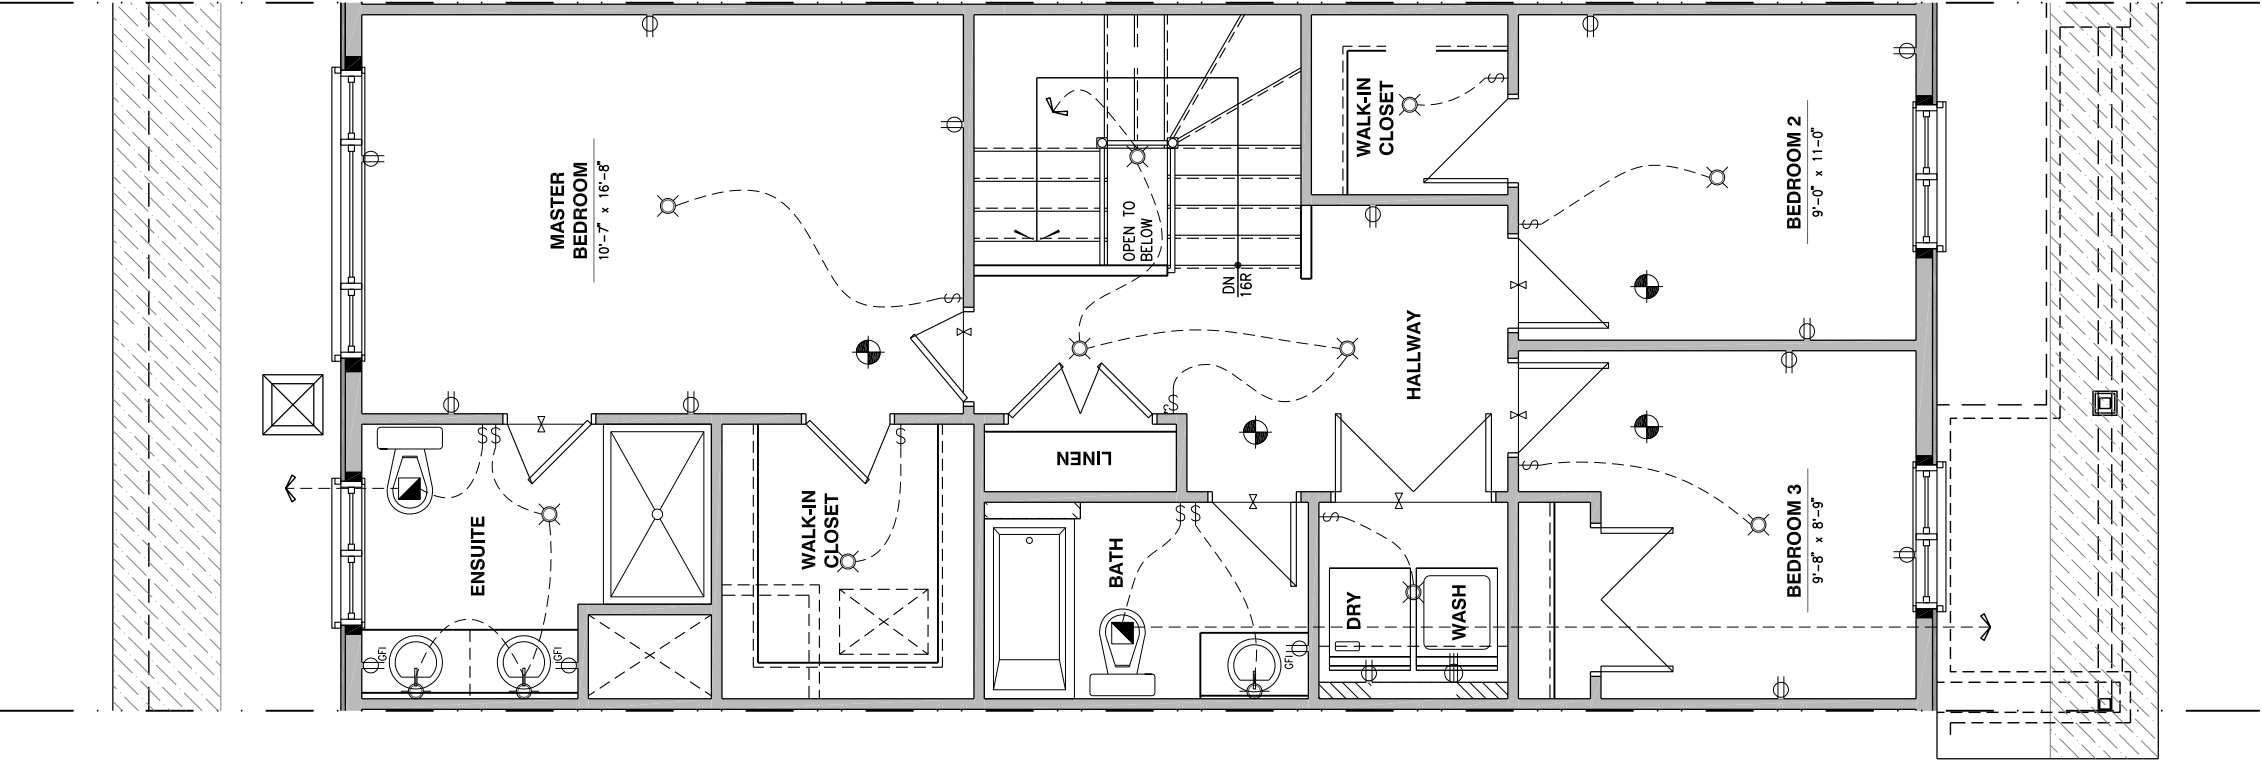 MASTER
BEDROOM
10'-7" x 16'-8"
OPEN TO
BELOW
DN
16R
WALK-IN
CLOSET
BEDROOM 2
9'-0" x 11'-0"
HALLWAY
S
S
S
S
S
LINEN
ENSUITE
S S
GFI
GFI
WALK-IN
CLOSET
S
BATH
S S
GFI
S
DRY
WASH
S
BEDROOM 3
9'-8" x 8'-9"